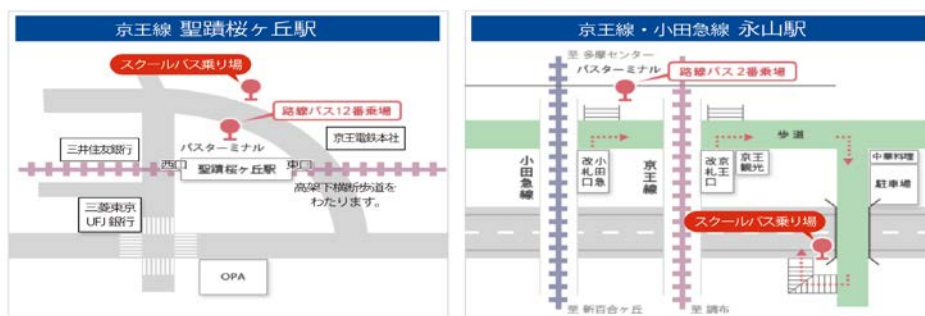 京王線 聖蹟桜ヶ丘駅
スクールバス乗り場
路線バス12番乗場
バスターミナル
京王電鉄本社
三井住友銀行
西口
聖蹟桜ヶ丘駅
東口
高架下横断歩道を
わたります。
三菱東京
UFJ銀行
OPA
京王線・小田急線 永山駅
至 多摩センター
バスターミナル
路線バス2番乗場
歩道
小田急線
小田急
改札口
京王線
京王
改札口
京王
観光
中華料理
駐車場
スクールバス乗り場
至 新百合ヶ丘
至 調布